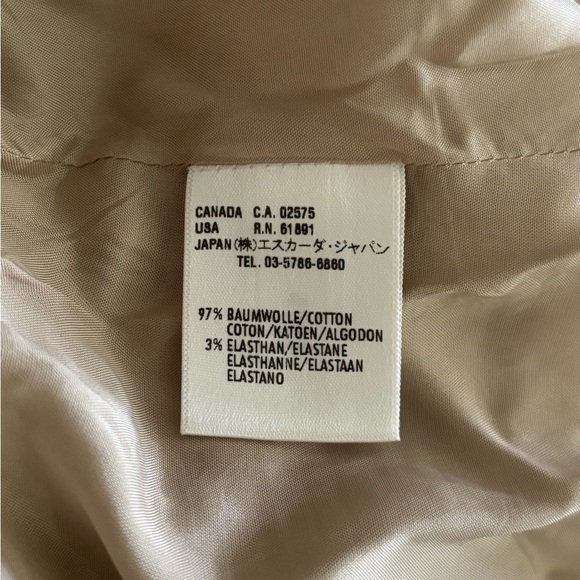 CANADA C.A. 02575
USA R.N. 61891
JAPAN (株)エスカーダ・ジャパン
TEL. 03-5786-6860
97% BAUMWOLLE/COTTON
COTON/KATOEN/ALGODON
3% ELASTHAN/ELASTANE
ELASTHANNE/ELASTAAN
ELASTANO